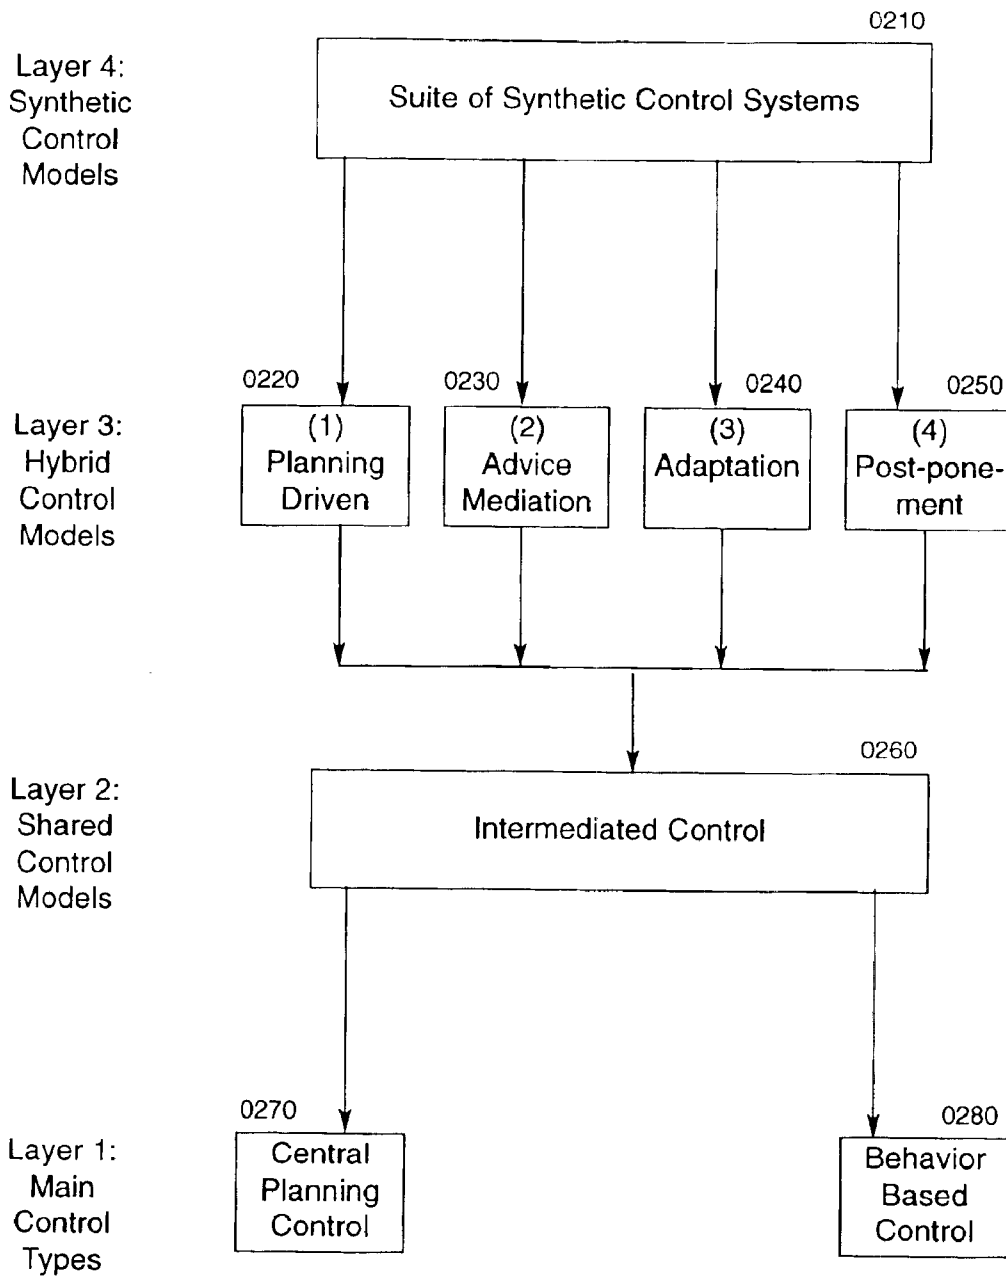 0210
Layer 4:
Synthetic
Control
Models
Suite of Synthetic Control Systems
0220
0230
0240
0250
Layer 3:
Hybrid
Control
Models
(1)
Planning
Driven
(2)
Advice
Mediation
(3)
Adaptation
(4)
Post-pone-
ment
0260
Layer 2:
Shared
Control
Models
Intermediated Control
0270
0280
Layer 1:
Main
Control
Types
Central
Planning
Control
Behavior
Based
Control